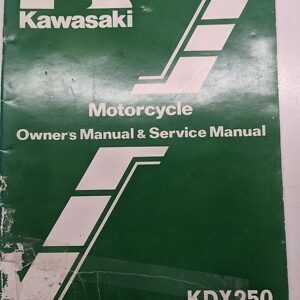 Kawasaki
Motorcycle
Owner's Manual & Service Manual
KDX250